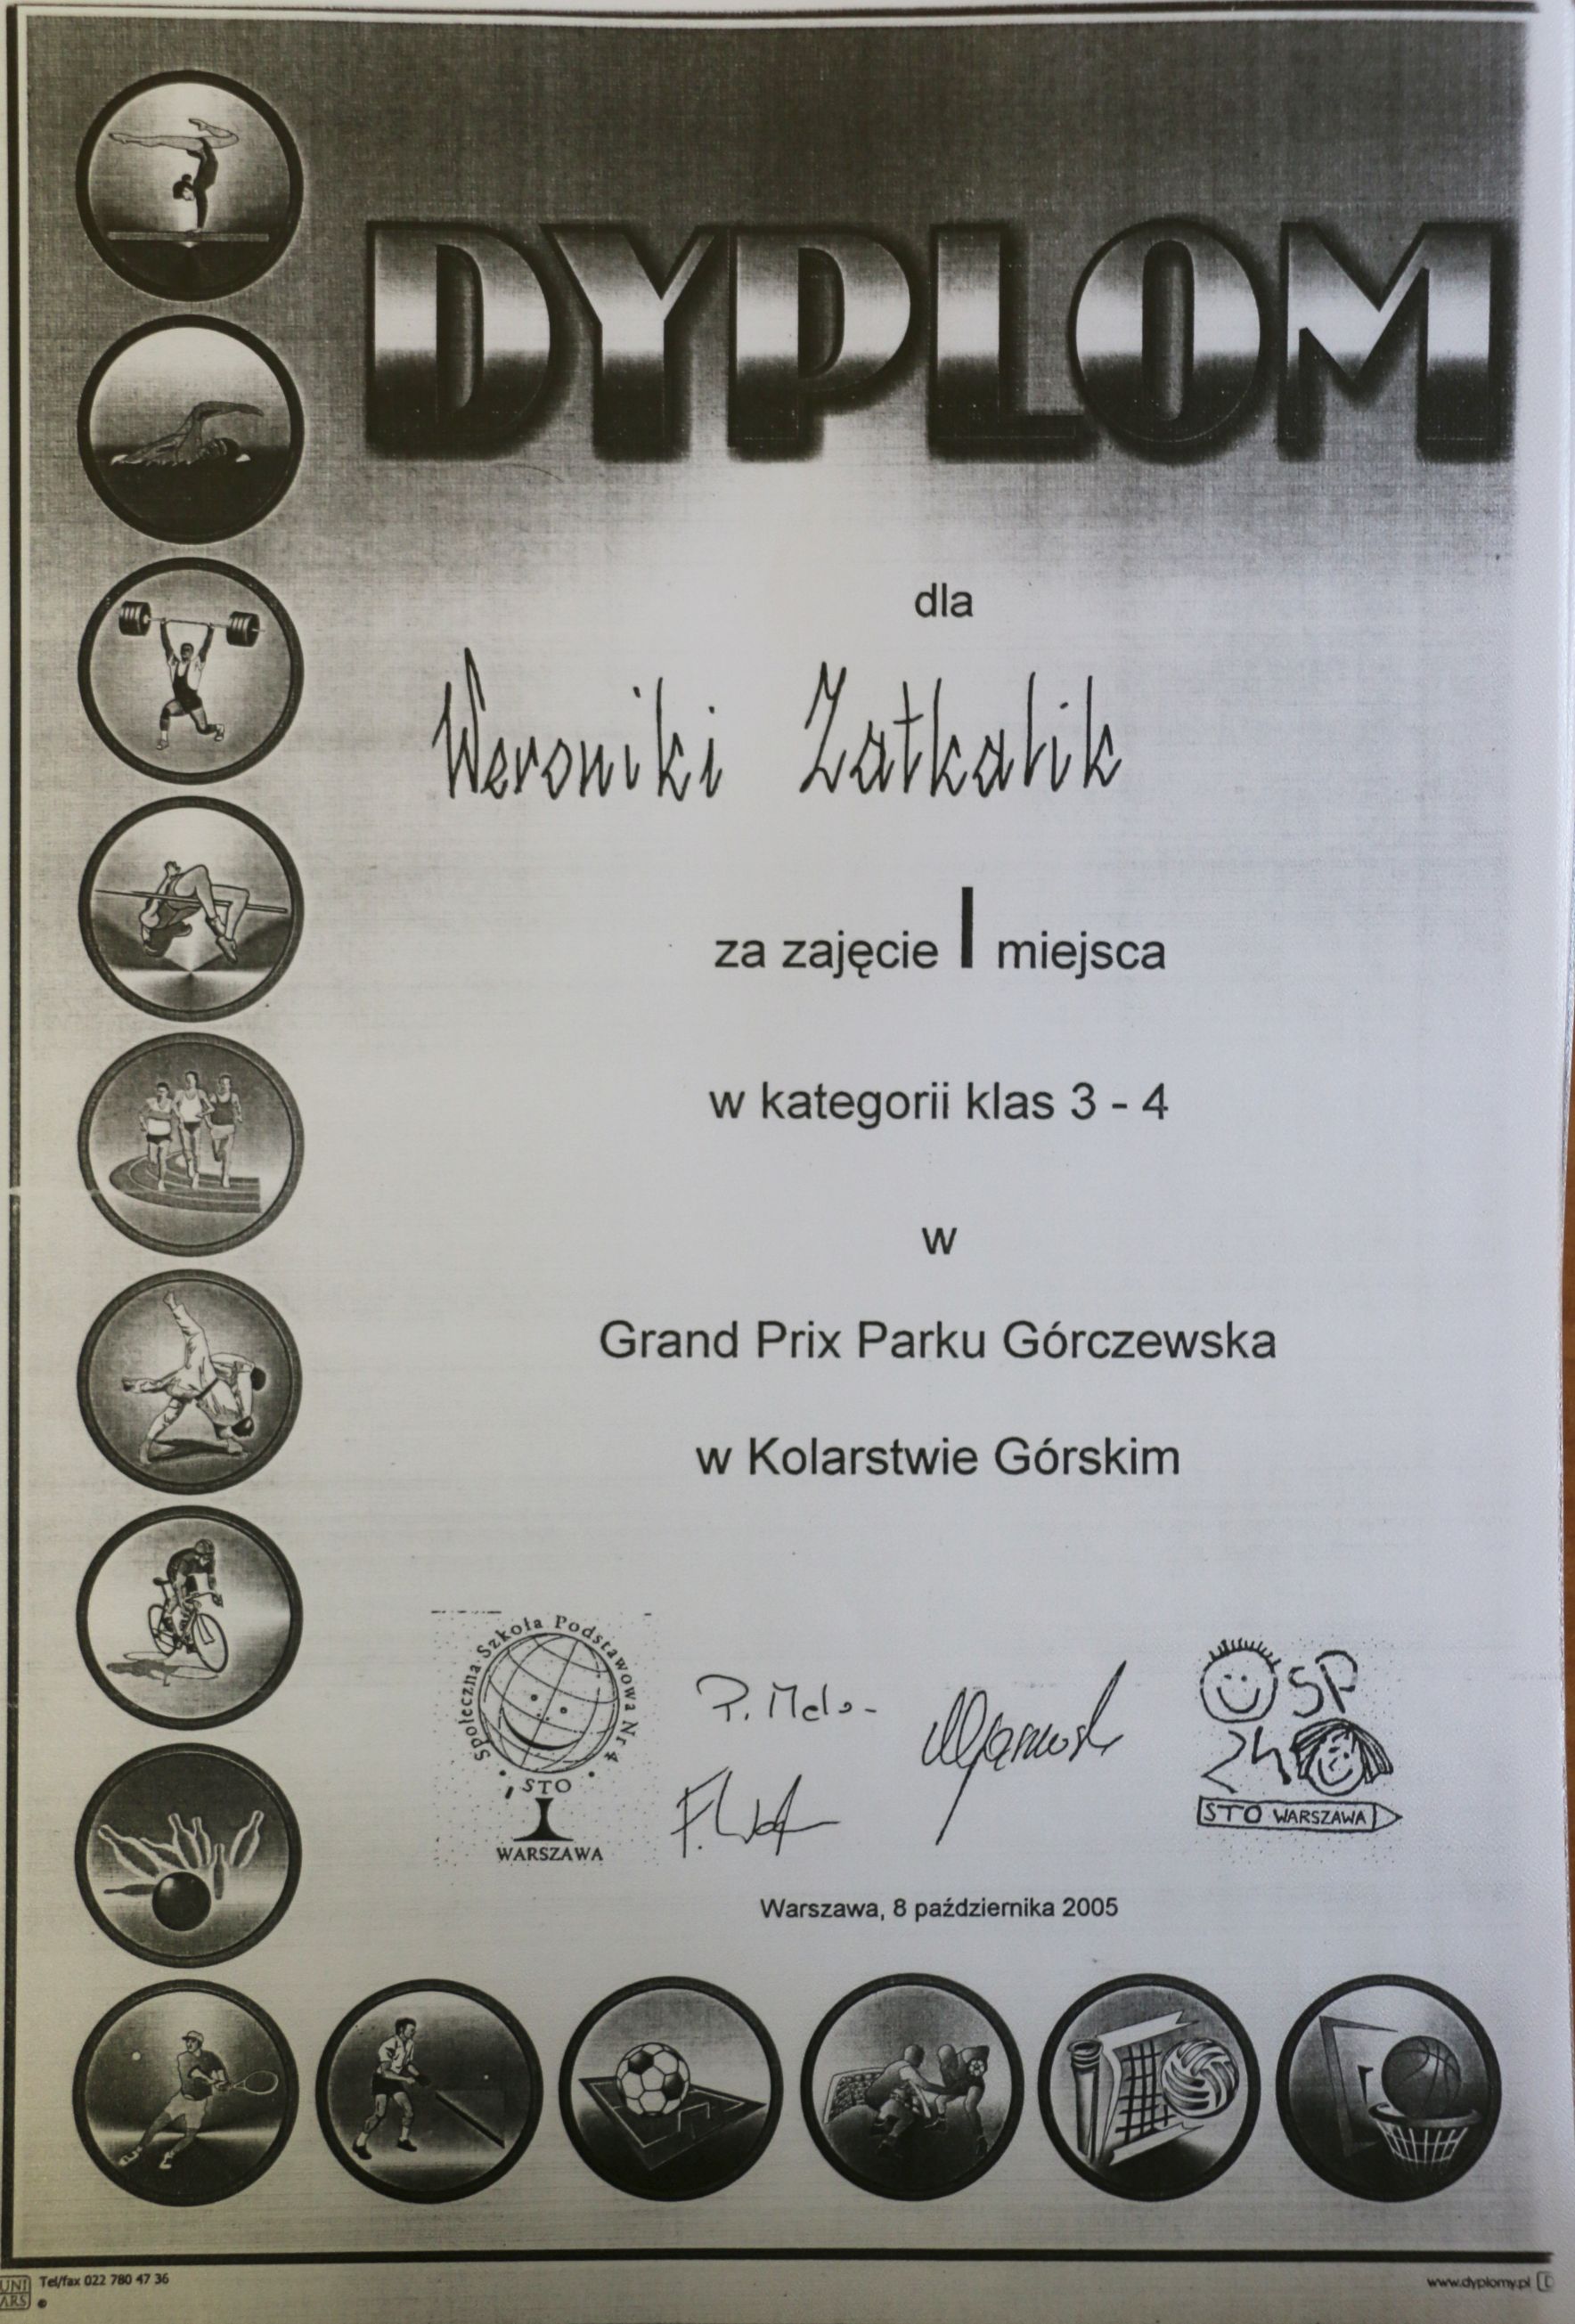 DYPLOM
dla
Weroniki Zatkalik
za zajęcie I miejsca
w kategorii klas 3 - 4
w
Grand Prix Parku Górczewska
w Kolarstwie Górskim
Społeczna Szkoła Podstawowa Nr 4
STO
WARSZAWA
SP
24
STO WARSZAWA
Warszawa, 8 października 2005
UNI
ARS
Tel/fax 022 780 47 36
©
www.dyplomy.pl